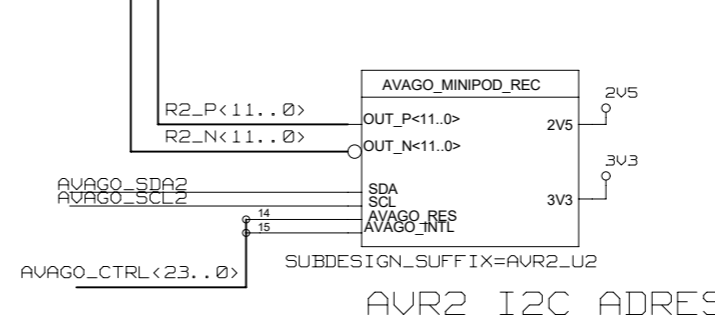 AVAGO_MINIPOD_REC
2V5
R2_P<11..0>
OUT_P<11..0>
2V5
R2_N<11..0>
OUT_N<11..0>
3V3
AVAGO_SDA2
SDA
AVAGO_SCL2
SCL
3V3
14
AVAGO_RES
15
AVAGO_INTL
SUBDESIGN_SUFFIX=AVR2_U2
AVAGO_CTRL<23..0>
AVR2 I2C ADRES